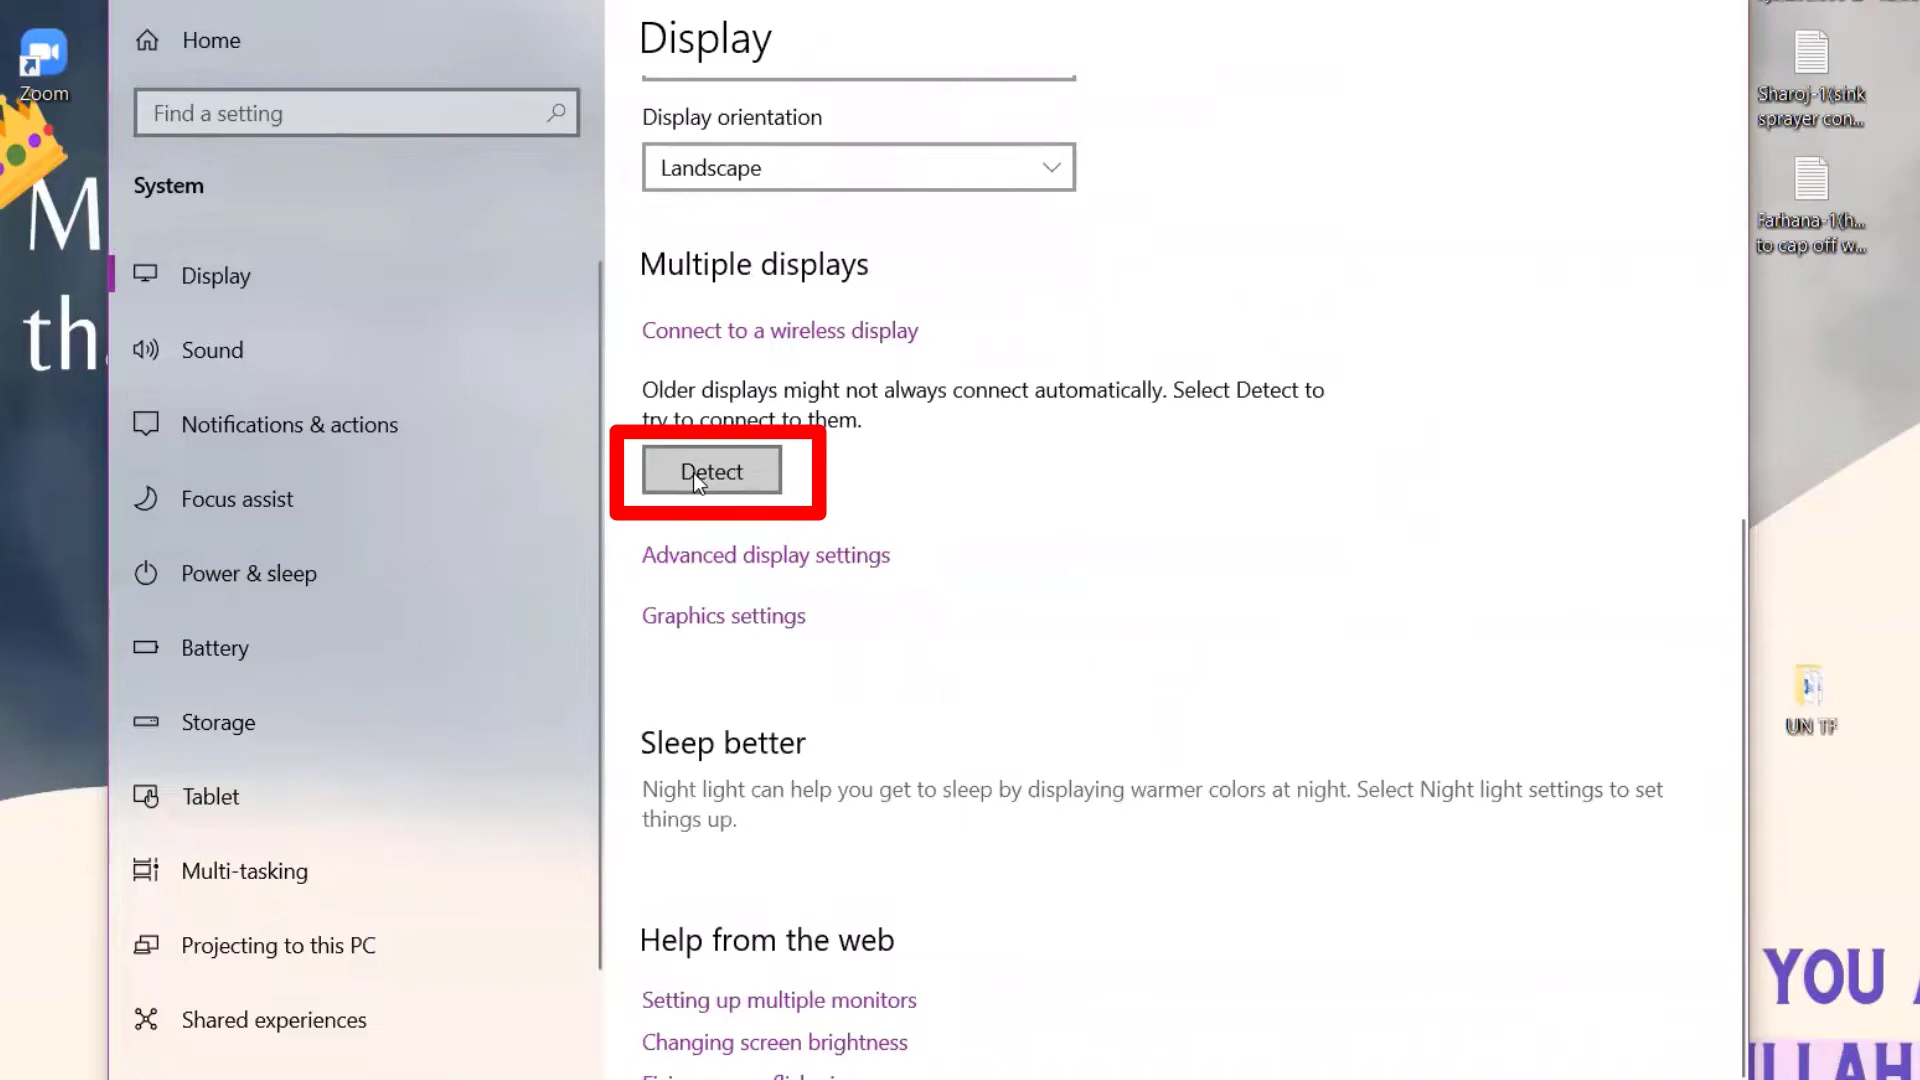 Zoom
M
th
Home
Find a setting
System
Display
Sound
Notifications & actions
Focus assist
Power & sleep
Battery
Storage
Tablet
Multi-tasking
Projecting to this PC
Shared experiences
Display
Display orientation
Landscape
Multiple displays
Connect to a wireless display
Older displays might not always connect automatically. Select Detect to
try to connect to them.
Detect
Advanced display settings
Graphics settings
Sleep better
Night light can help you get to sleep by displaying warmer colors at night. Select Night light settings to set
things up.
Help from the web
Setting up multiple monitors
Changing screen brightness
Sharoj-1(sink
sprayer con...
Farhana-1(h...
to cap off w...
UN TF
YOU
LLAH